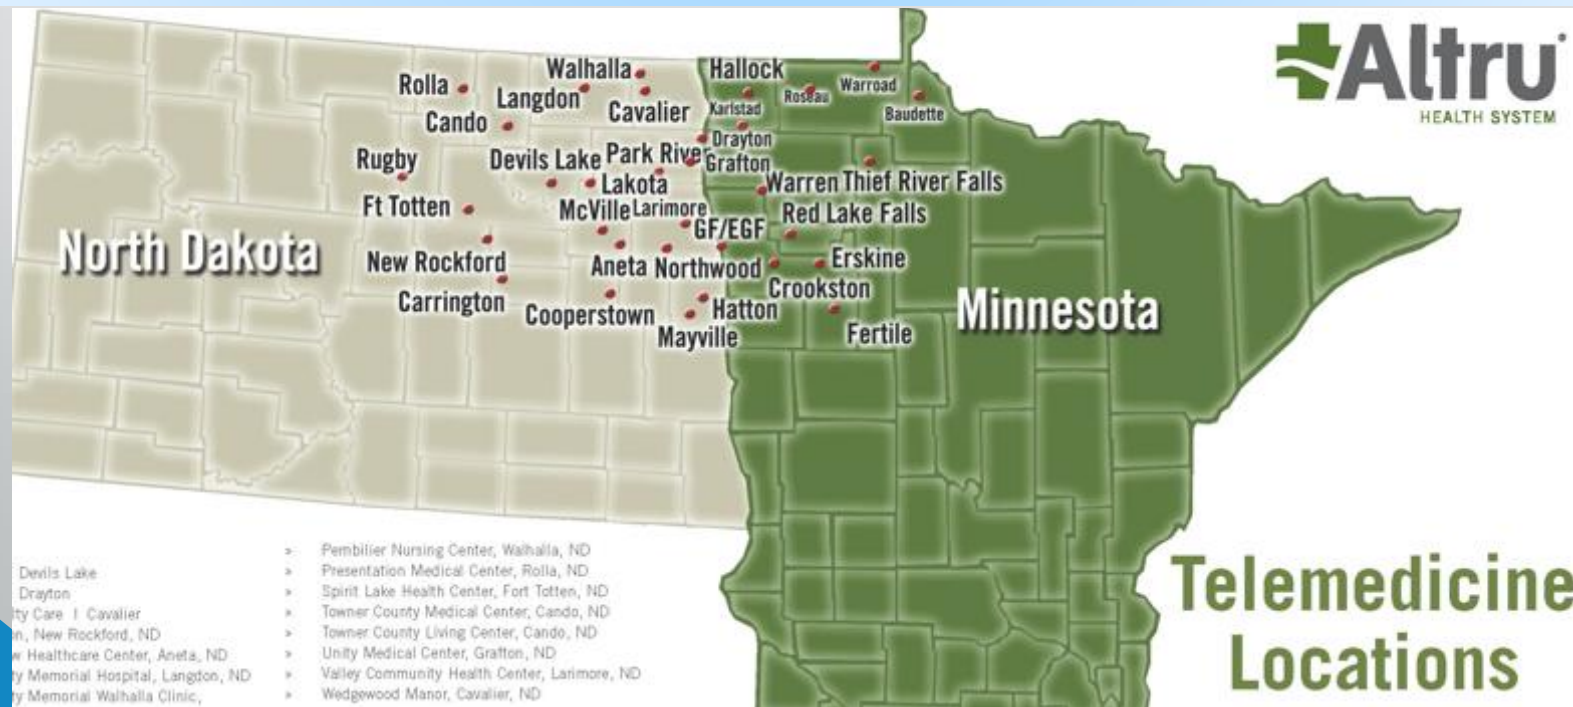 Altru
HEALTH SYSTEM
Walhalla
Hallock
Rolla
Langdon
Cavalier
Karlstad
Roseau
Warroad
Baudette
Cando
Drayton
Rugby
Devils Lake
Park River
Grafton
Lakota
Warren
Thief River Falls
Ft Totten
McVille
Larimore
Red Lake Falls
GF/EGF
North Dakota
New Rockford
Aneta
Northwood
Erskine
Carrington
Cooperstown
Crookston
Hatton
Minnesota
Mayville
Fertile
Devils Lake
Drayton
ty Care | Cavalier
n, New Rockford, ND
w Healthcare Center, Aneta, ND
ty Memorial Hospital, Langdon, ND
ty Memorial Walhalla Clinic,
» Pembilier Nursing Center, Walhalla, ND
» Presentation Medical Center, Rolla, ND
» Spirit Lake Health Center, Fort Totten, ND
» Towner County Medical Center, Cando, ND
» Towner County Living Center, Cando, ND
» Unity Medical Center, Grafton, ND
» Valley Community Health Center, Larimore, ND
» Wedgewood Manor, Cavalier, ND
Telemedicine
Locations